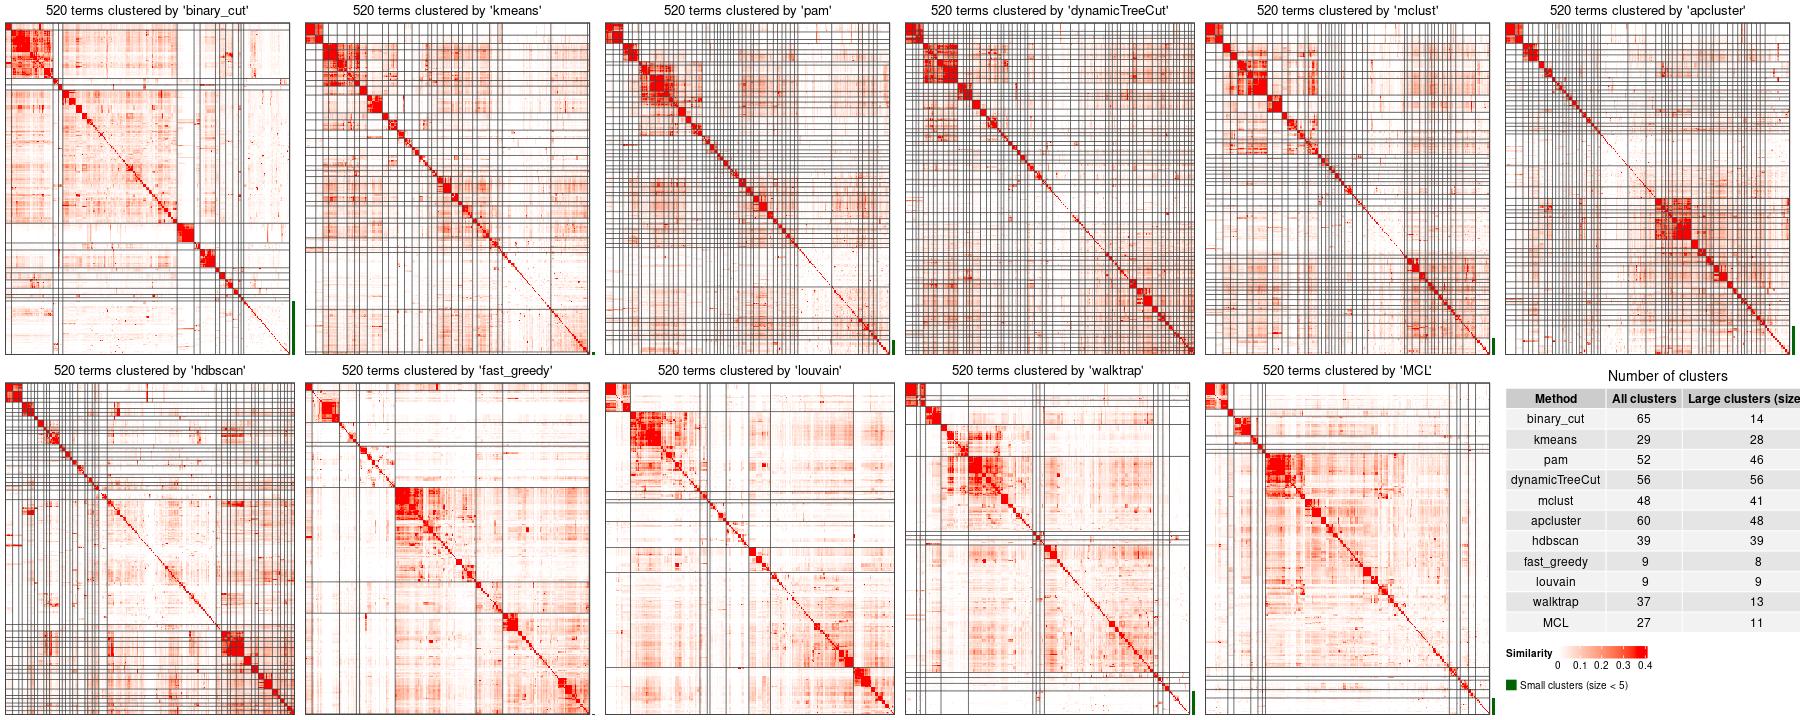 520 terms clustered by 'binary_cut'
520 terms clustered by 'kmeans'
520 terms clustered by 'pam'
520 terms clustered by 'dynamicTreeCut'
520 terms clustered by 'mclust'
520 terms clustered by 'apcluster'
520 terms clustered by 'hdbscan'
520 terms clustered by 'fast_greedy'
520 terms clustered by 'louvain'
520 terms clustered by 'walktrap'
520 terms clustered by 'MCL'
Number of clusters
Method All clusters Large clusters (size
binary_cut 65 14
kmeans 29 28
pam 52 46
dynamicTreeCut 56 56
mclust 48 41
apcluster 60 48
hdbscan 39 39
fast_greedy 9 8
louvain 9 9
walktrap 37 13
MCL 27 11
Similarity
0 0.1 0.2 0.3 0.4
Small clusters (size < 5)